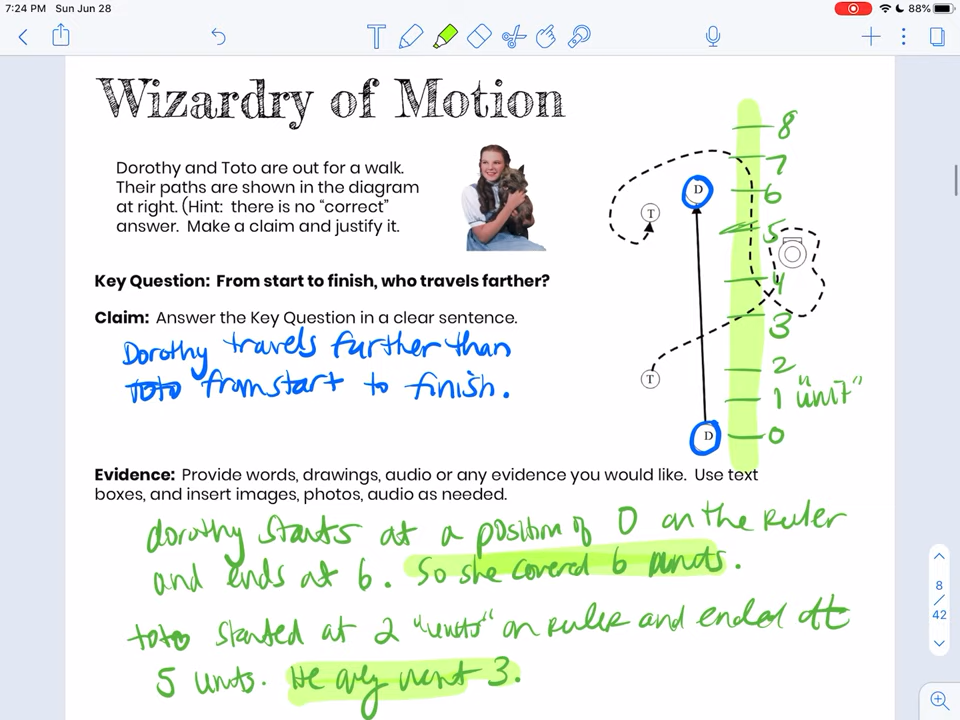 7:24 PM Sun Jun 28
88%
Wizardry of Motion
Dorothy and Toto are out for a walk.
Their paths are shown in the diagram
at right. (Hint: there is no “correct”
answer. Make a claim and justify it.
Key Question: From start to finish, who travels farther?
Claim: Answer the Key Question in a clear sentence.
Dorothy travels further than
Toto from start to finish.
8
7
D
6
T
5
4
3
2
T
1 "unit"
D
0
Evidence: Provide words, drawings, audio or any evidence you would like. Use text
boxes, and insert images, photos, audio as needed.
dorothy starts at a position of 0 on the ruler
and ends at 6. So she covered 6 units.
toto started at 2 "units" on ruler and ended at
5 units. He only went 3.
8
/
42